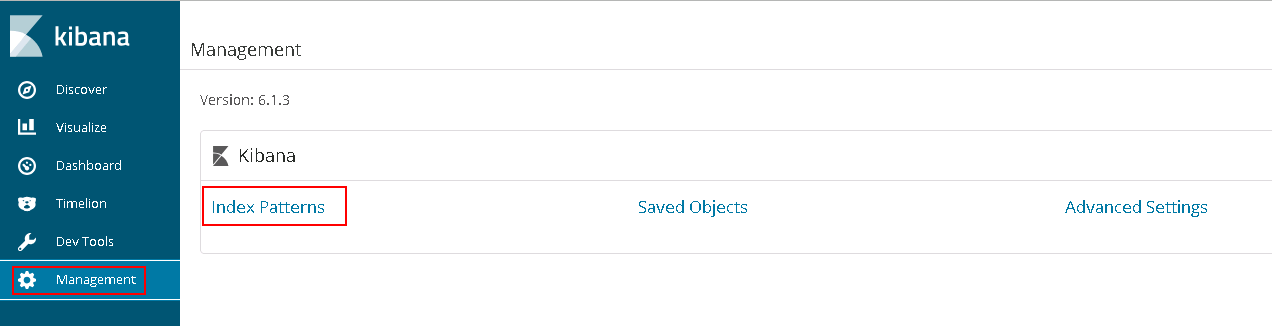 kibana
Discover
Visualize
Dashboard
Timelion
Dev Tools
Management
Management
Version: 6.1.3
Kibana
Index Patterns Saved Objects Advanced Settings